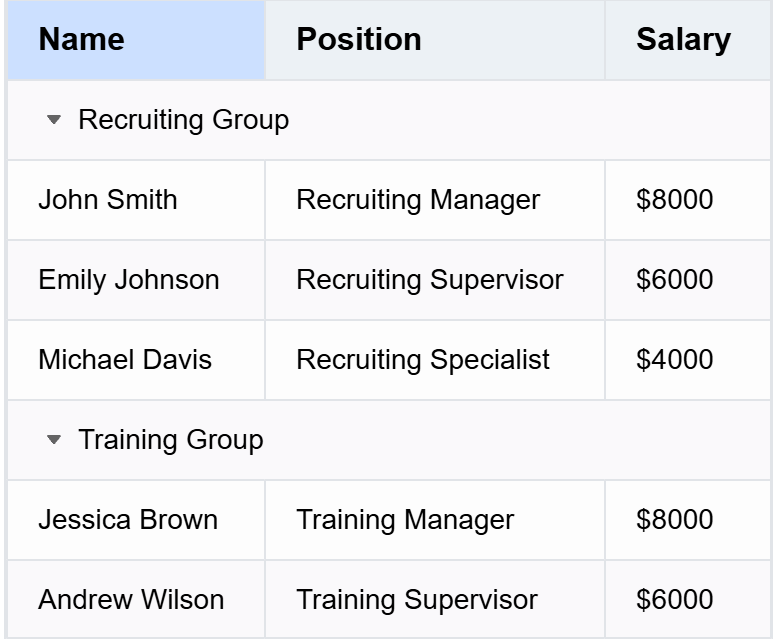 Name Position Salary
Recruiting Group
John Smith Recruiting Manager $8000
Emily Johnson Recruiting Supervisor $6000
Michael Davis Recruiting Specialist $4000
Training Group
Jessica Brown Training Manager $8000
Andrew Wilson Training Supervisor $6000